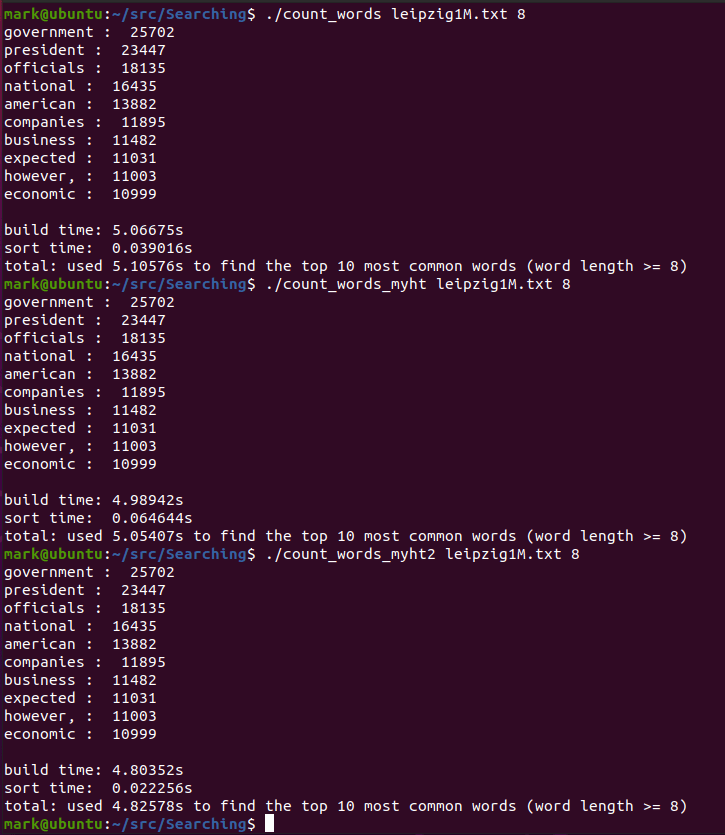 mark@ubuntu:~/src/Searching$ ./count_words leipzig1M.txt 8
government :  25702
president :  23447
officials :  18135
national :  16435
american :  13882
companies :  11895
business :  11482
expected :  11031
however, :  11003
economic :  10999

build time: 5.06675s
sort time:  0.039016s
total: used 5.10576s to find the top 10 most common words (word length >= 8)
mark@ubuntu:~/src/Searching$ ./count_words_myht leipzig1M.txt 8
government :  25702
president :  23447
officials :  18135
national :  16435
american :  13882
companies :  11895
business :  11482
expected :  11031
however, :  11003
economic :  10999

build time: 4.98942s
sort time:  0.064644s
total: used 5.05407s to find the top 10 most common words (word length >= 8)
mark@ubuntu:~/src/Searching$ ./count_words_myht2 leipzig1M.txt 8
government :  25702
president :  23447
officials :  18135
national :  16435
american :  13882
companies :  11895
business :  11482
expected :  11031
however, :  11003
economic :  10999

build time: 4.80352s
sort time:  0.022256s
total: used 4.82578s to find the top 10 most common words (word length >= 8)
mark@ubuntu:~/src/Searching$